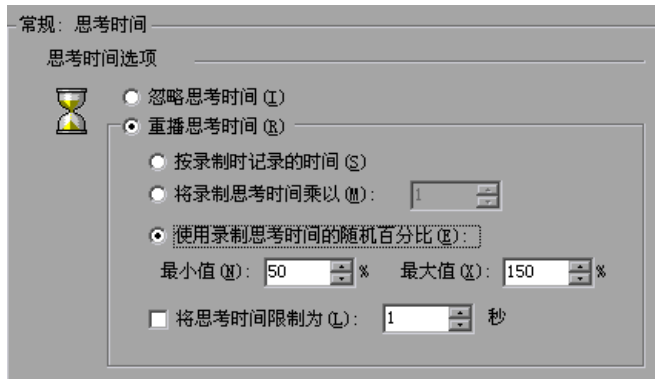 常规: 思考时间
思考时间选项
忽略思考时间(I)
重播思考时间(R)
按录制时记录的时间(S)
将录制思考时间乘以(M): 1
使用录制思考时间的随机百分比(E):
最小值(N): 50 % 最大值(X): 150 %
将思考时间限制为(L): 1 秒